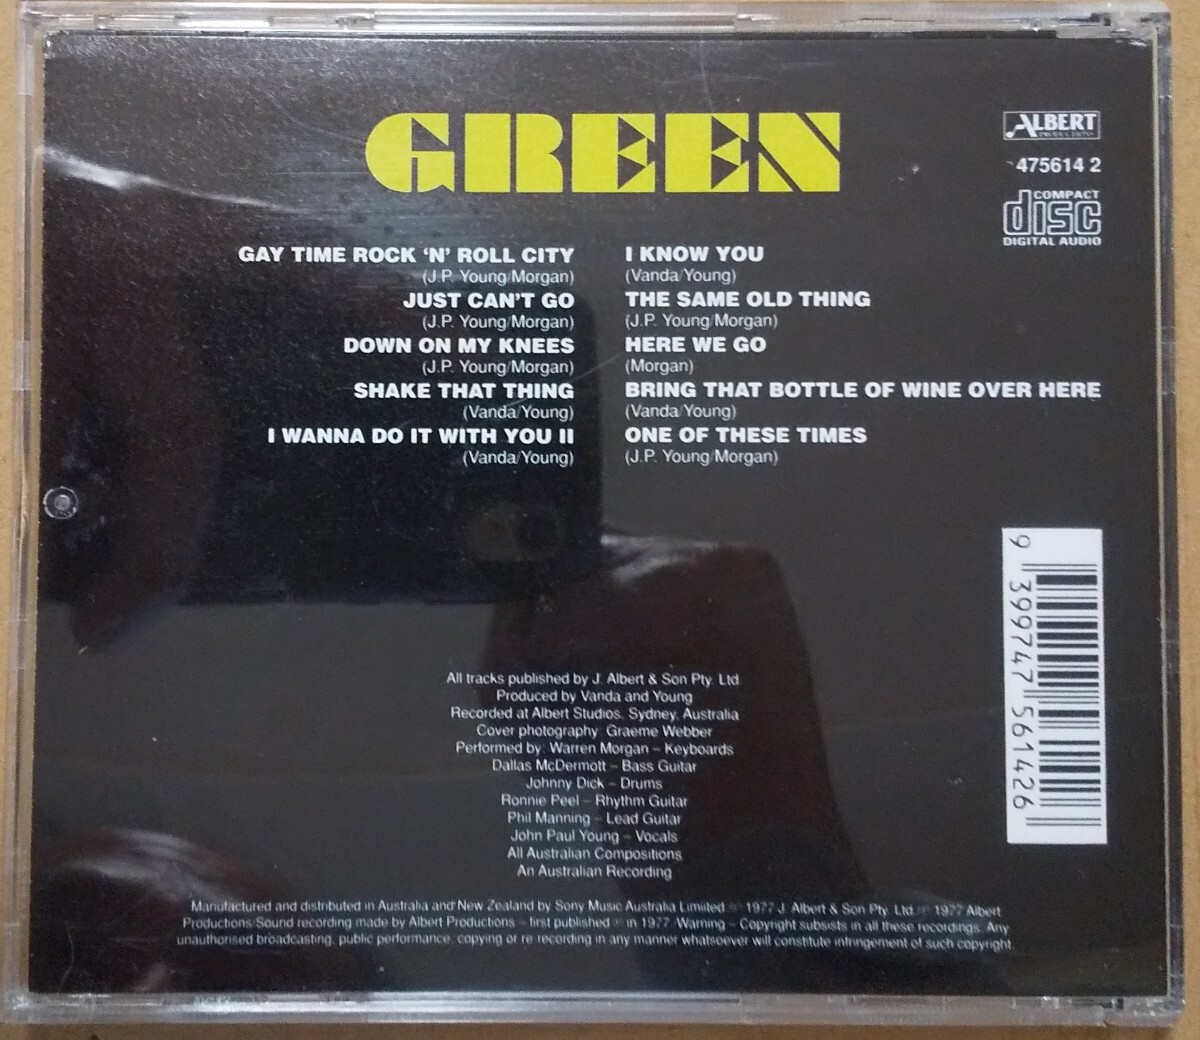 GREEN
ALBERT
PRODUCTIONS
475614 2
COMPACT
disc
DIGITAL AUDIO
GAY TIME ROCK ‘N’ ROLL CITY
(J.P. Young/Morgan)
JUST CAN'T GO
(J.P. Young/Morgan)
DOWN ON MY KNEES
(J.P. Young/Morgan)
SHAKE THAT THING
(Vanda/Young)
I WANNA DO IT WITH YOU II
(Vanda/Young)
I KNOW YOU
(Vanda/Young)
THE SAME OLD THING
(J.P. Young/Morgan)
HERE WE GO
(Morgan)
BRING THAT BOTTLE OF WINE OVER HERE
(Vanda/Young)
ONE OF THESE TIMES
(J.P. Young/Morgan)
9 399747 561426
All tracks published by J. Albert & Son Pty. Ltd.
Produced by Vanda and Young
Recorded at Albert Studios, Sydney, Australia
Cover photography: Graeme Webber
Performed by: Warren Morgan – Keyboards
Dallas McDermott – Bass Guitar
Johnny Dick – Drums
Ronnie Peel – Rhythm Guitar
Phil Manning – Lead Guitar
John Paul Young – Vocals
All Australian Compositions
An Australian Recording
Manufactured and distributed in Australia and New Zealand by Sony Music Australia Limited ℗ 1977 J. Albert & Son Pty. Ltd. © 1977 Albert
Productions/Sound recording made by Albert Productions – first published ℗ in 1977/Warning – Copyright subsists in all these recordings. Any
unauthorised broadcasting, public performance, copying or re recording in any manner whatsoever will constitute infringement of such copyright.